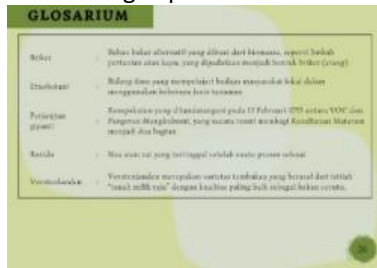 GLOSARIUM
Briket : Bahan bakar alternatif yang dibuat dari biomassa, seperti limbah
pertanian atau kayu, yang dipadatkan menjadi bentuk briket (arang)
Etnobotani : Bidang ilmu yang mempelajari budaya masyarakat lokal dalam
menggunakan beberapa jenis tanaman
Perjanjian : Kesepakatan yang ditandatangani pada 13 Februari 1755 antara VOC dan
giyanti Pangeran Mangkubumi, yang secara resmi membagi Kesultanan Mataram
menjadi dua bagian
Residu : Sisa atau zat yang tertinggal setelah suatu proses selesai
Vorstenlanden : Vorstenlanden merupakan varietas tembakau yang berasal dari istilah
"tanah milik raja" dengan kualitas paling baik sebagai bahan cerutu.